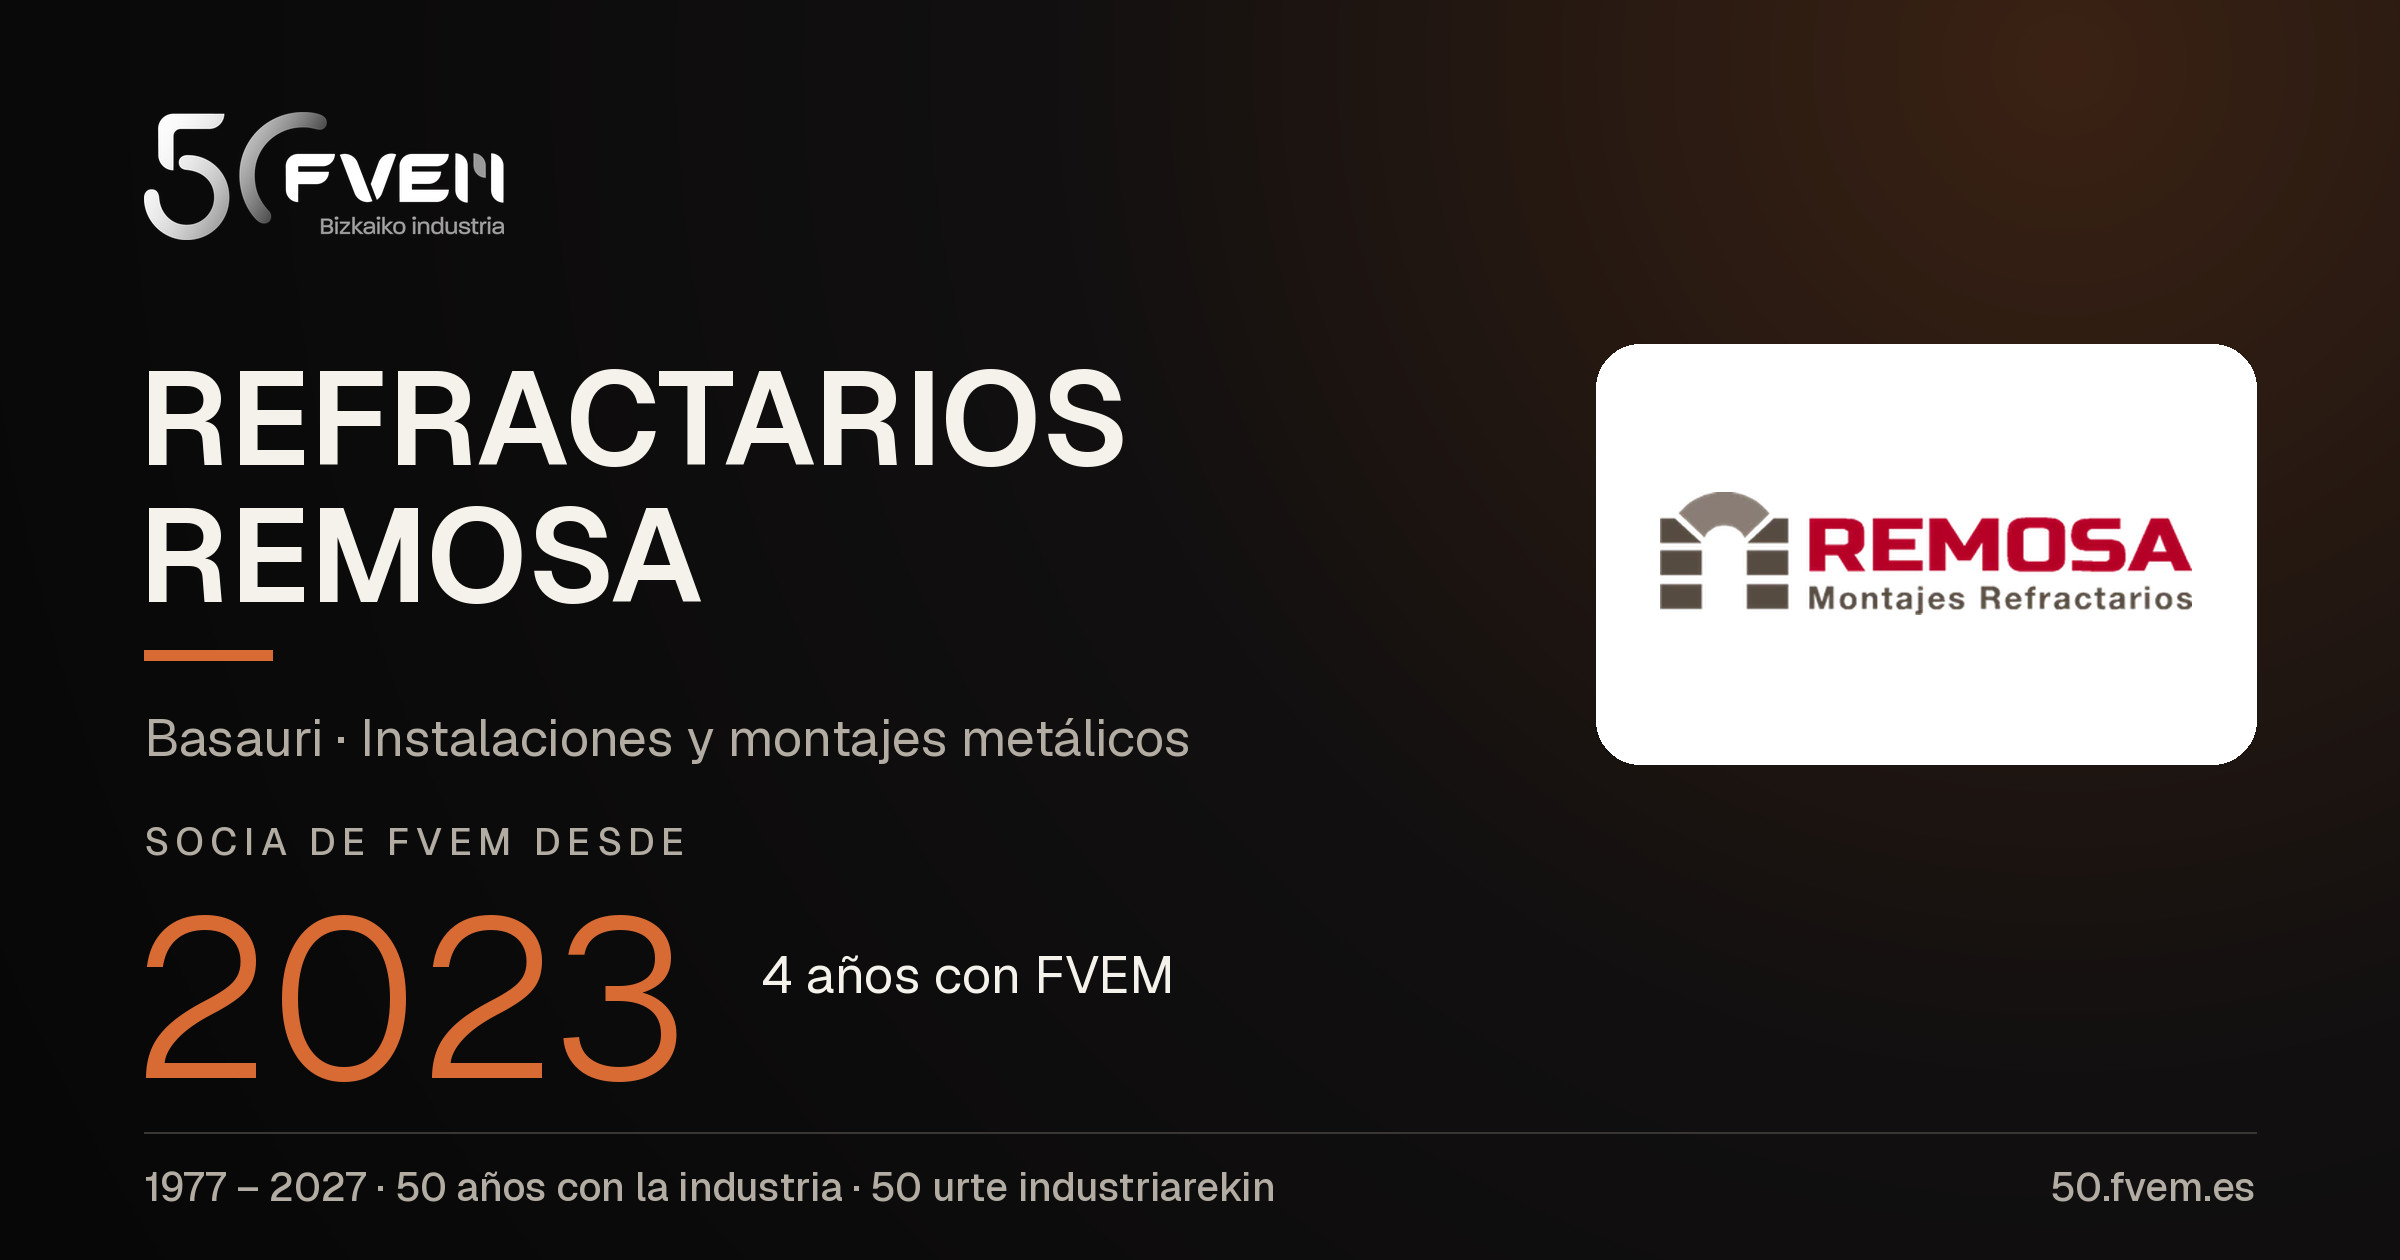 50 FVEM
Bizkaiko industria
REFRACTARIOS
REMOSA
REMOSA
Montajes Refractarios
Basauri · Instalaciones y montajes metálicos
SOCIA DE FVEM DESDE
2023
4 años con FVEM
1977 – 2027 · 50 años con la industria · 50 urte industriarekin
50.fvem.es